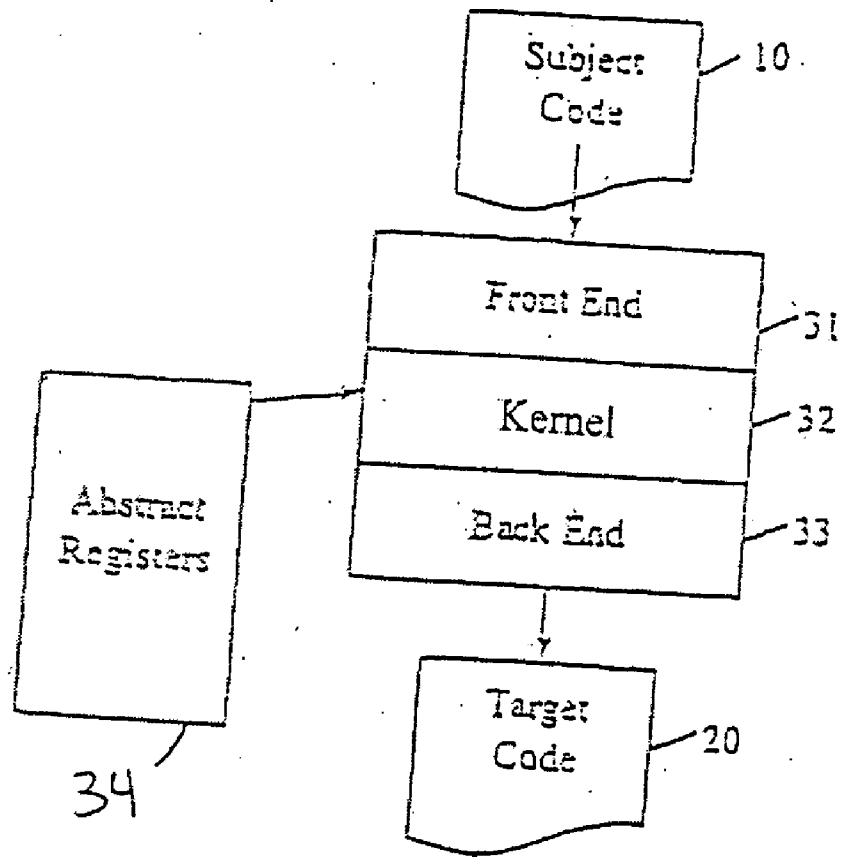 Subject
Code
10
Front End
31
Kernel
32
Abstract
Registers
Back End
33
34
Target
Code
20